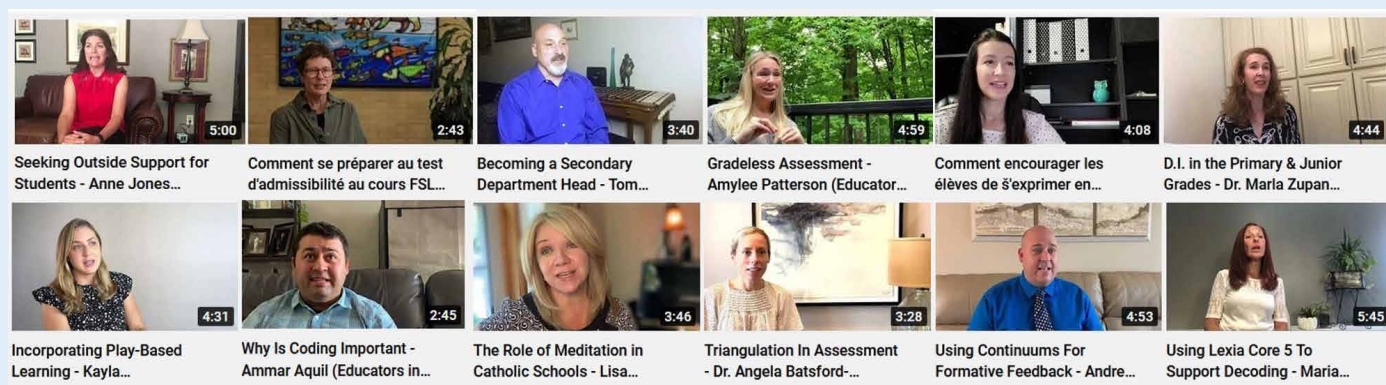 5:00
2:43
3:40
4:59
4:08
4:44
Seeking Outside Support for
Students - Anne Jones...
Comment se préparer au test
d'admissibilité au cours FSL...
Becoming a Secondary
Department Head - Tom...
Gradeless Assessment -
Amylee Patterson (Educator...
Comment encourager les
élèves de s'exprimer en...
D.I. in the Primary & Junior
Grades - Dr. Marla Zupan...
4:31
2:45
3:46
3:28
4:53
5:45
Incorporating Play-Based
Learning - Kayla...
Why Is Coding Important -
Ammar Aquil (Educators in...
The Role of Meditation in
Catholic Schools - Lisa...
Triangulation In Assessment
- Dr. Angela Batsford-...
Using Continuums For
Formative Feedback - Andre...
Using Lexia Core 5 To
Support Decoding - Maria...